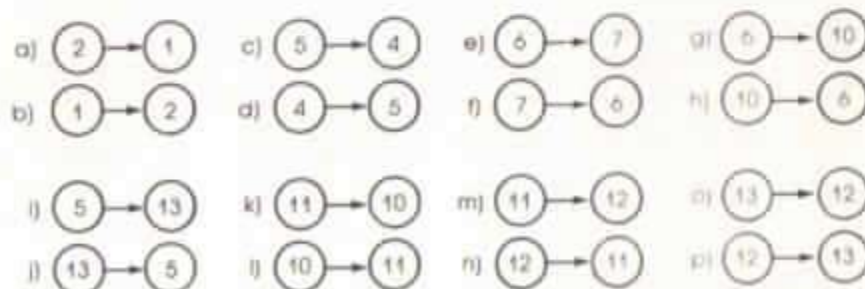 a) 2 → 1 c) 5 → 4 e) 6 → 7 g) 6 → 10
b) 1 → 2 d) 4 → 5 f) 7 → 6 h) 10 → 6
i) 5 → 13 k) 11 → 10 m) 11 → 12 o) 13 → 12
j) 13 → 5 l) 10 → 11 n) 12 → 11 p) 12 → 13